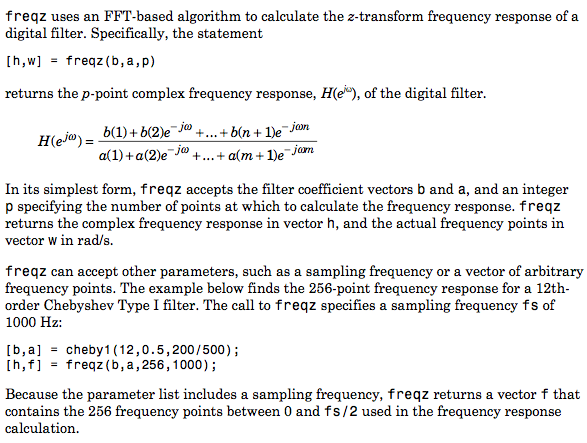 freqz uses an FFT-based algorithm to calculate the z-transform frequency response of a
digital filter. Specifically, the statement
[h,w] = freqz(b,a,p)
returns the p-point complex frequency response, H(e^{jω}), of the digital filter.
H(e^{jω}) = \frac{b(1)+b(2)e^{-jω}+...+b(n+1)e^{-jωn}}{a(1)+a(2)e^{-jω}+...+a(m+1)e^{-jωm}}
In its simplest form, freqz accepts the filter coefficient vectors b and a, and an integer
p specifying the number of points at which to calculate the frequency response. freqz
returns the complex frequency response in vector h, and the actual frequency points in
vector w in rad/s.
freqz can accept other parameters, such as a sampling frequency or a vector of arbitrary
frequency points. The example below finds the 256-point frequency response for a 12th-
order Chebyshev Type I filter. The call to freqz specifies a sampling frequency fs of
1000 Hz:
[b,a] = cheby1(12,0.5,200/500);
[h,f] = freqz(b,a,256,1000);
Because the parameter list includes a sampling frequency, freqz returns a vector f that
contains the 256 frequency points between 0 and fs/2 used in the frequency response
calculation.